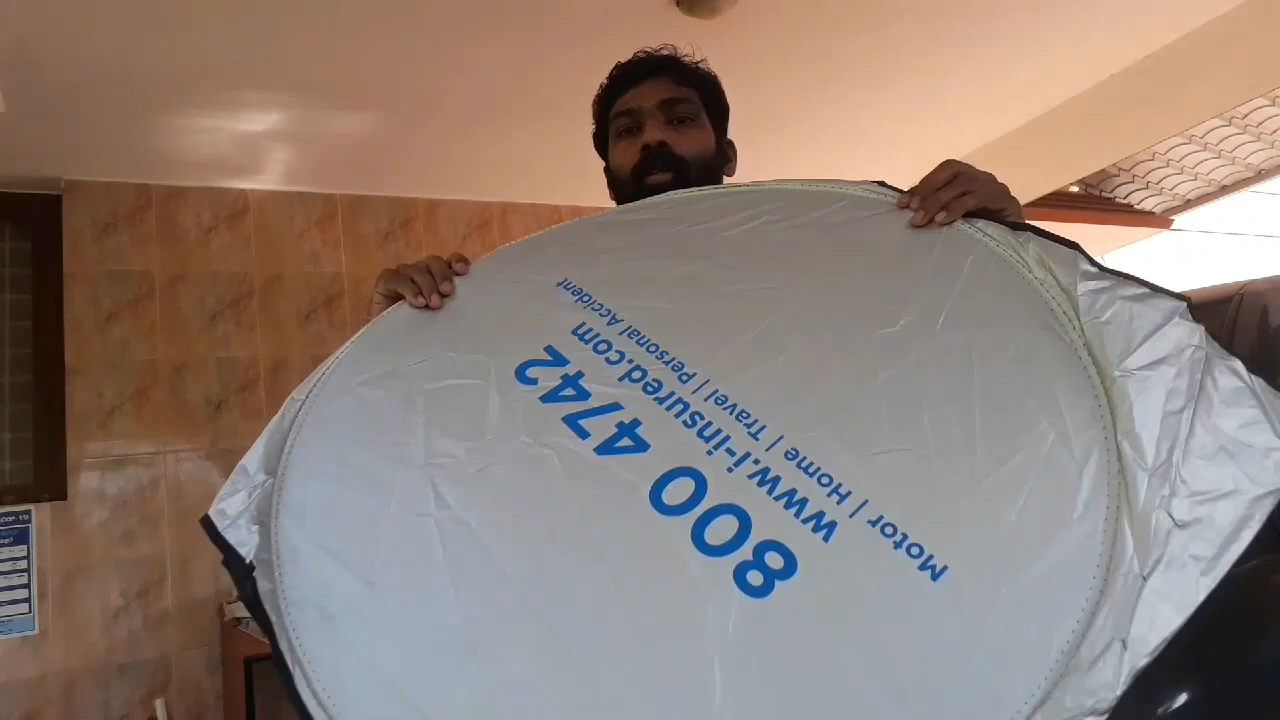 800 4742
www.i-insured.com
Motor | Home | Travel | Personal Accident